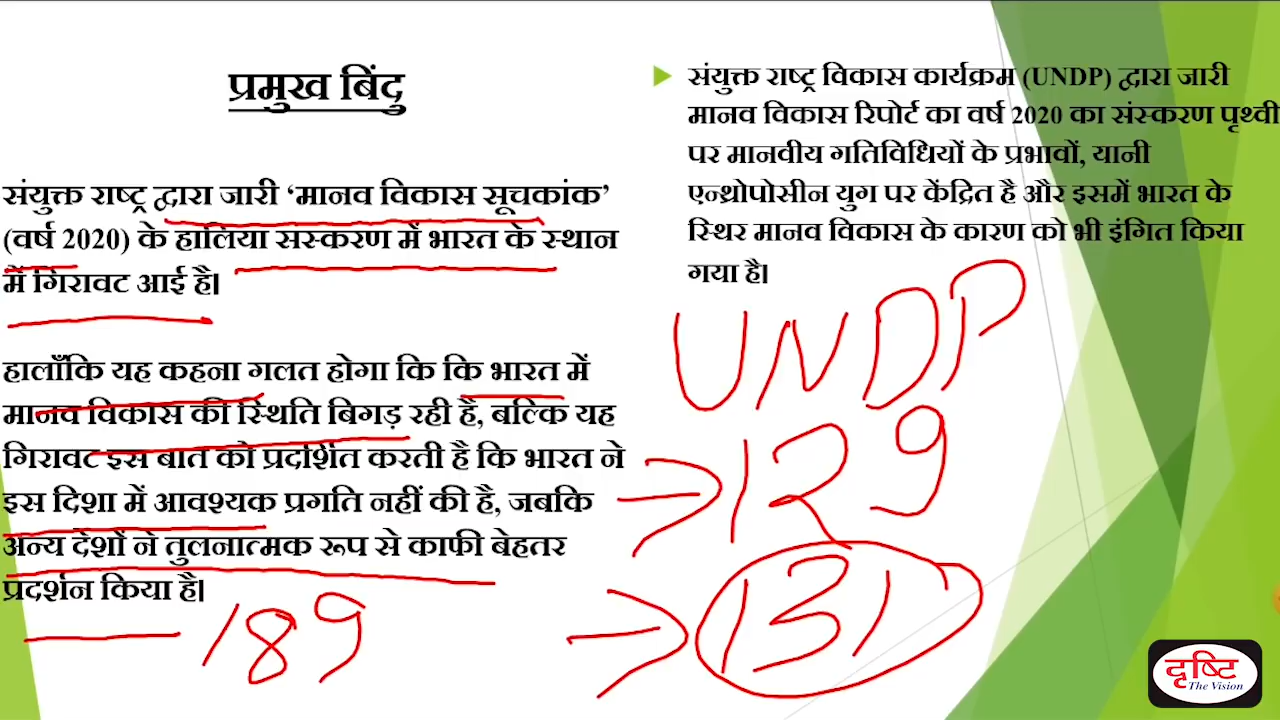 प्रमुख बिंदु
संयुक्त राष्ट्र द्वारा जारी ‘मानव विकास सूचकांक’
(वर्ष 2020) के हालिया संस्करण में भारत के स्थान
में गिरावट आई है।
हालाँकि यह कहना गलत होगा कि कि भारत में
मानव विकास की स्थिति बिगड़ रही है, बल्कि यह
गिरावट इस बात को प्रदर्शित करती है कि भारत ने
इस दिशा में आवश्यक प्रगति नहीं की है, जबकि
अन्य देशों ने तुलनात्मक रूप से काफी बेहतर
प्रदर्शन किया है।
189
संयुक्त राष्ट्र विकास कार्यक्रम (UNDP) द्वारा जारी
मानव विकास रिपोर्ट का वर्ष 2020 का संस्करण पृथ्वी
पर मानवीय गतिविधियों के प्रभावों, यानी
एन्थ्रोपोसीन युग पर केंद्रित है और इसमें भारत के
स्थिर मानव विकास के कारण को भी इंगित किया
गया है।
UNDP
129
131
दृष्टि
The Vision